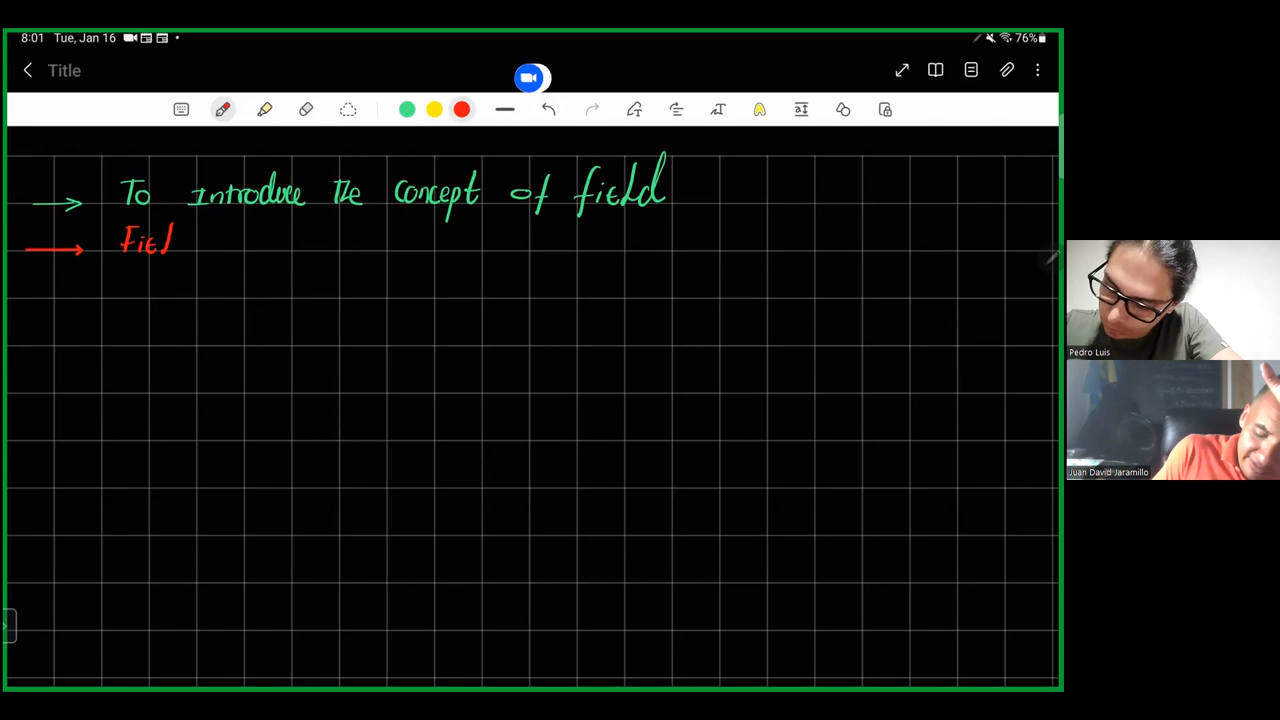 8:01 Tue, Jan 16
76%
Title
To introduce the concept of field
Fiel
Pedro Luis
Juan David Jaramillo